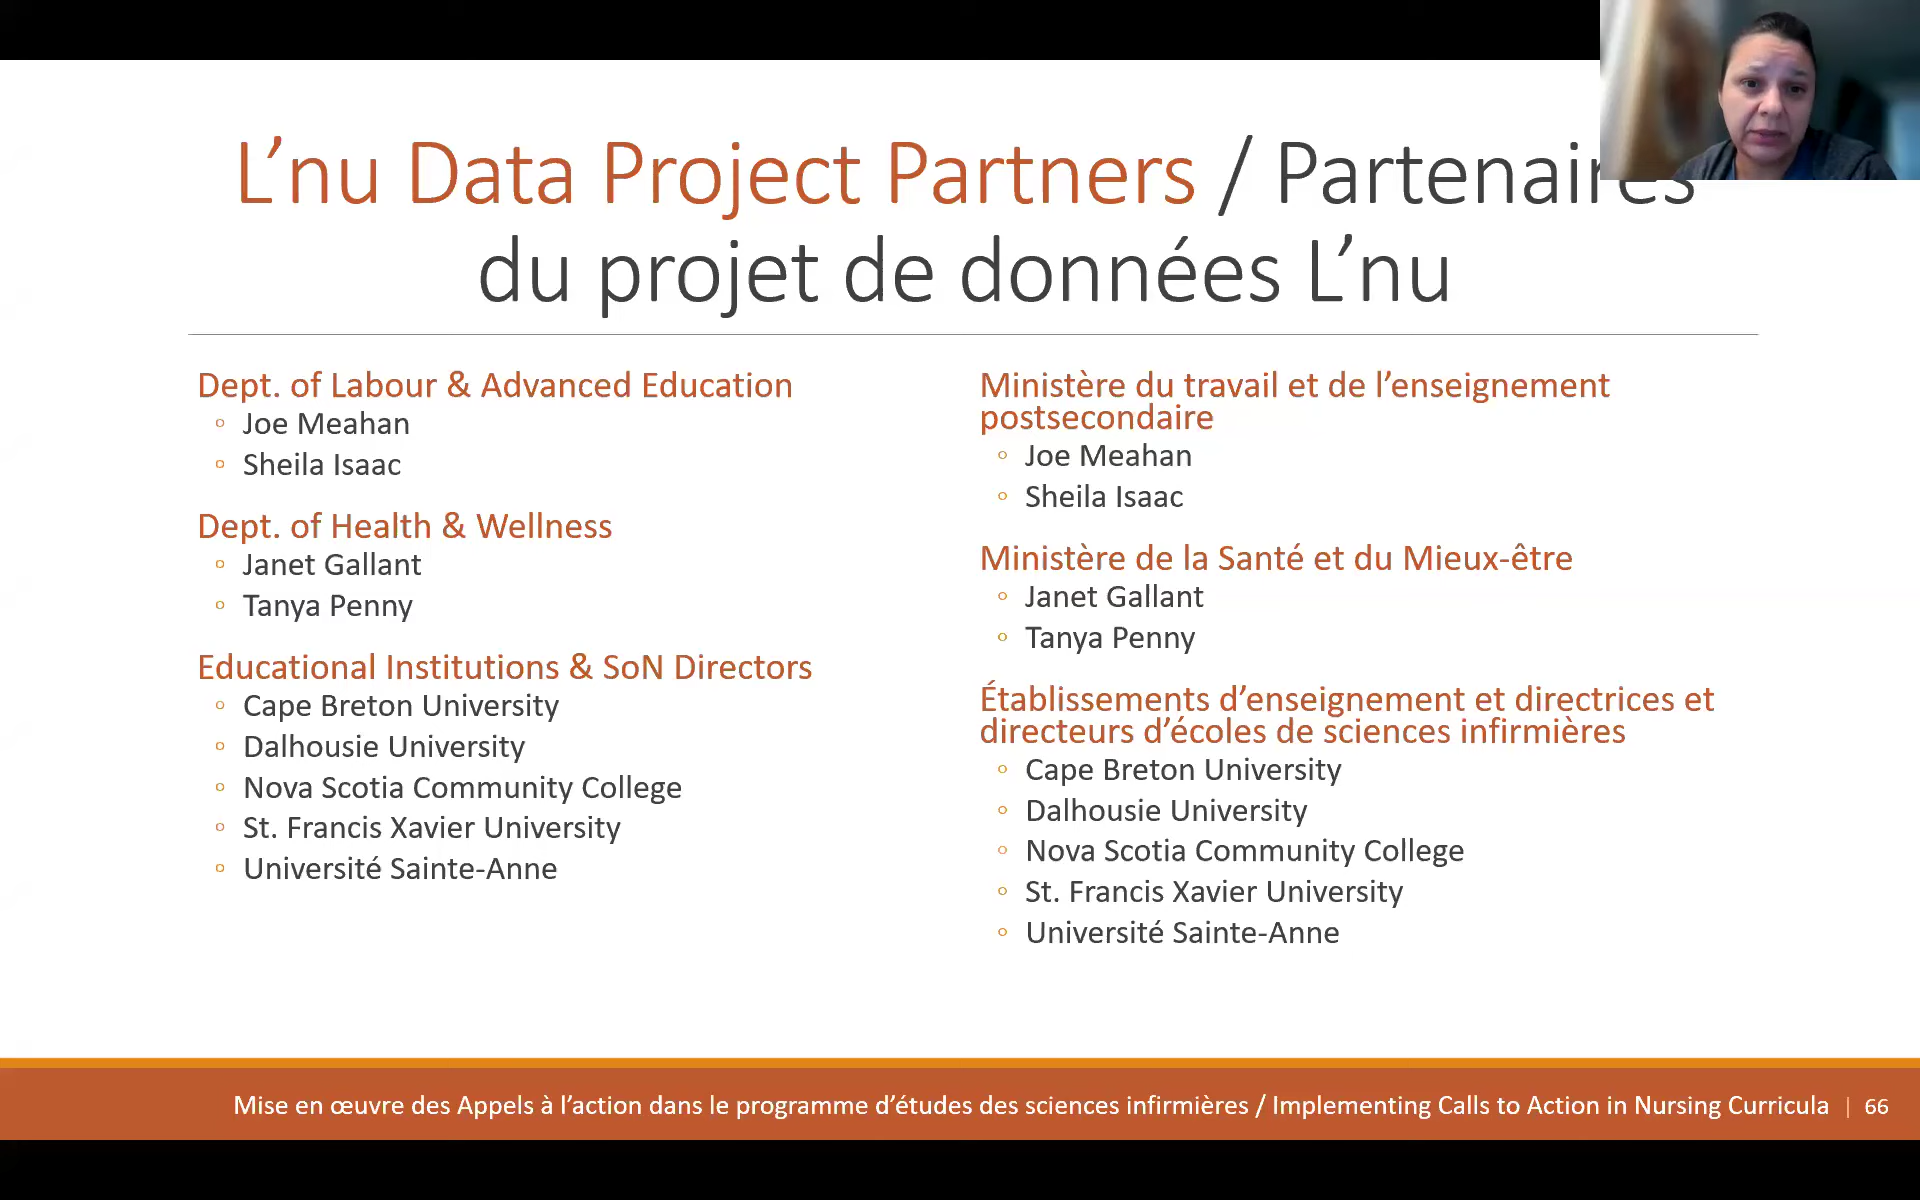 L’nu Data Project Partners / Partenaires
du projet de données L’nu
Dept. of Labour & Advanced Education
Joe Meahan
Sheila Isaac
Dept. of Health & Wellness
Janet Gallant
Tanya Penny
Educational Institutions & SoN Directors
Cape Breton University
Dalhousie University
Nova Scotia Community College
St. Francis Xavier University
Université Sainte-Anne
Ministère du travail et de l’enseignement
postsecondaire
Joe Meahan
Sheila Isaac
Ministère de la Santé et du Mieux-être
Janet Gallant
Tanya Penny
Établissements d’enseignement et directrices et
directeurs d’écoles de sciences infirmières
Cape Breton University
Dalhousie University
Nova Scotia Community College
St. Francis Xavier University
Université Sainte-Anne
Mise en œuvre des Appels à l’action dans le programme d’études des sciences infirmières / Implementing Calls to Action in Nursing Curricula | 66